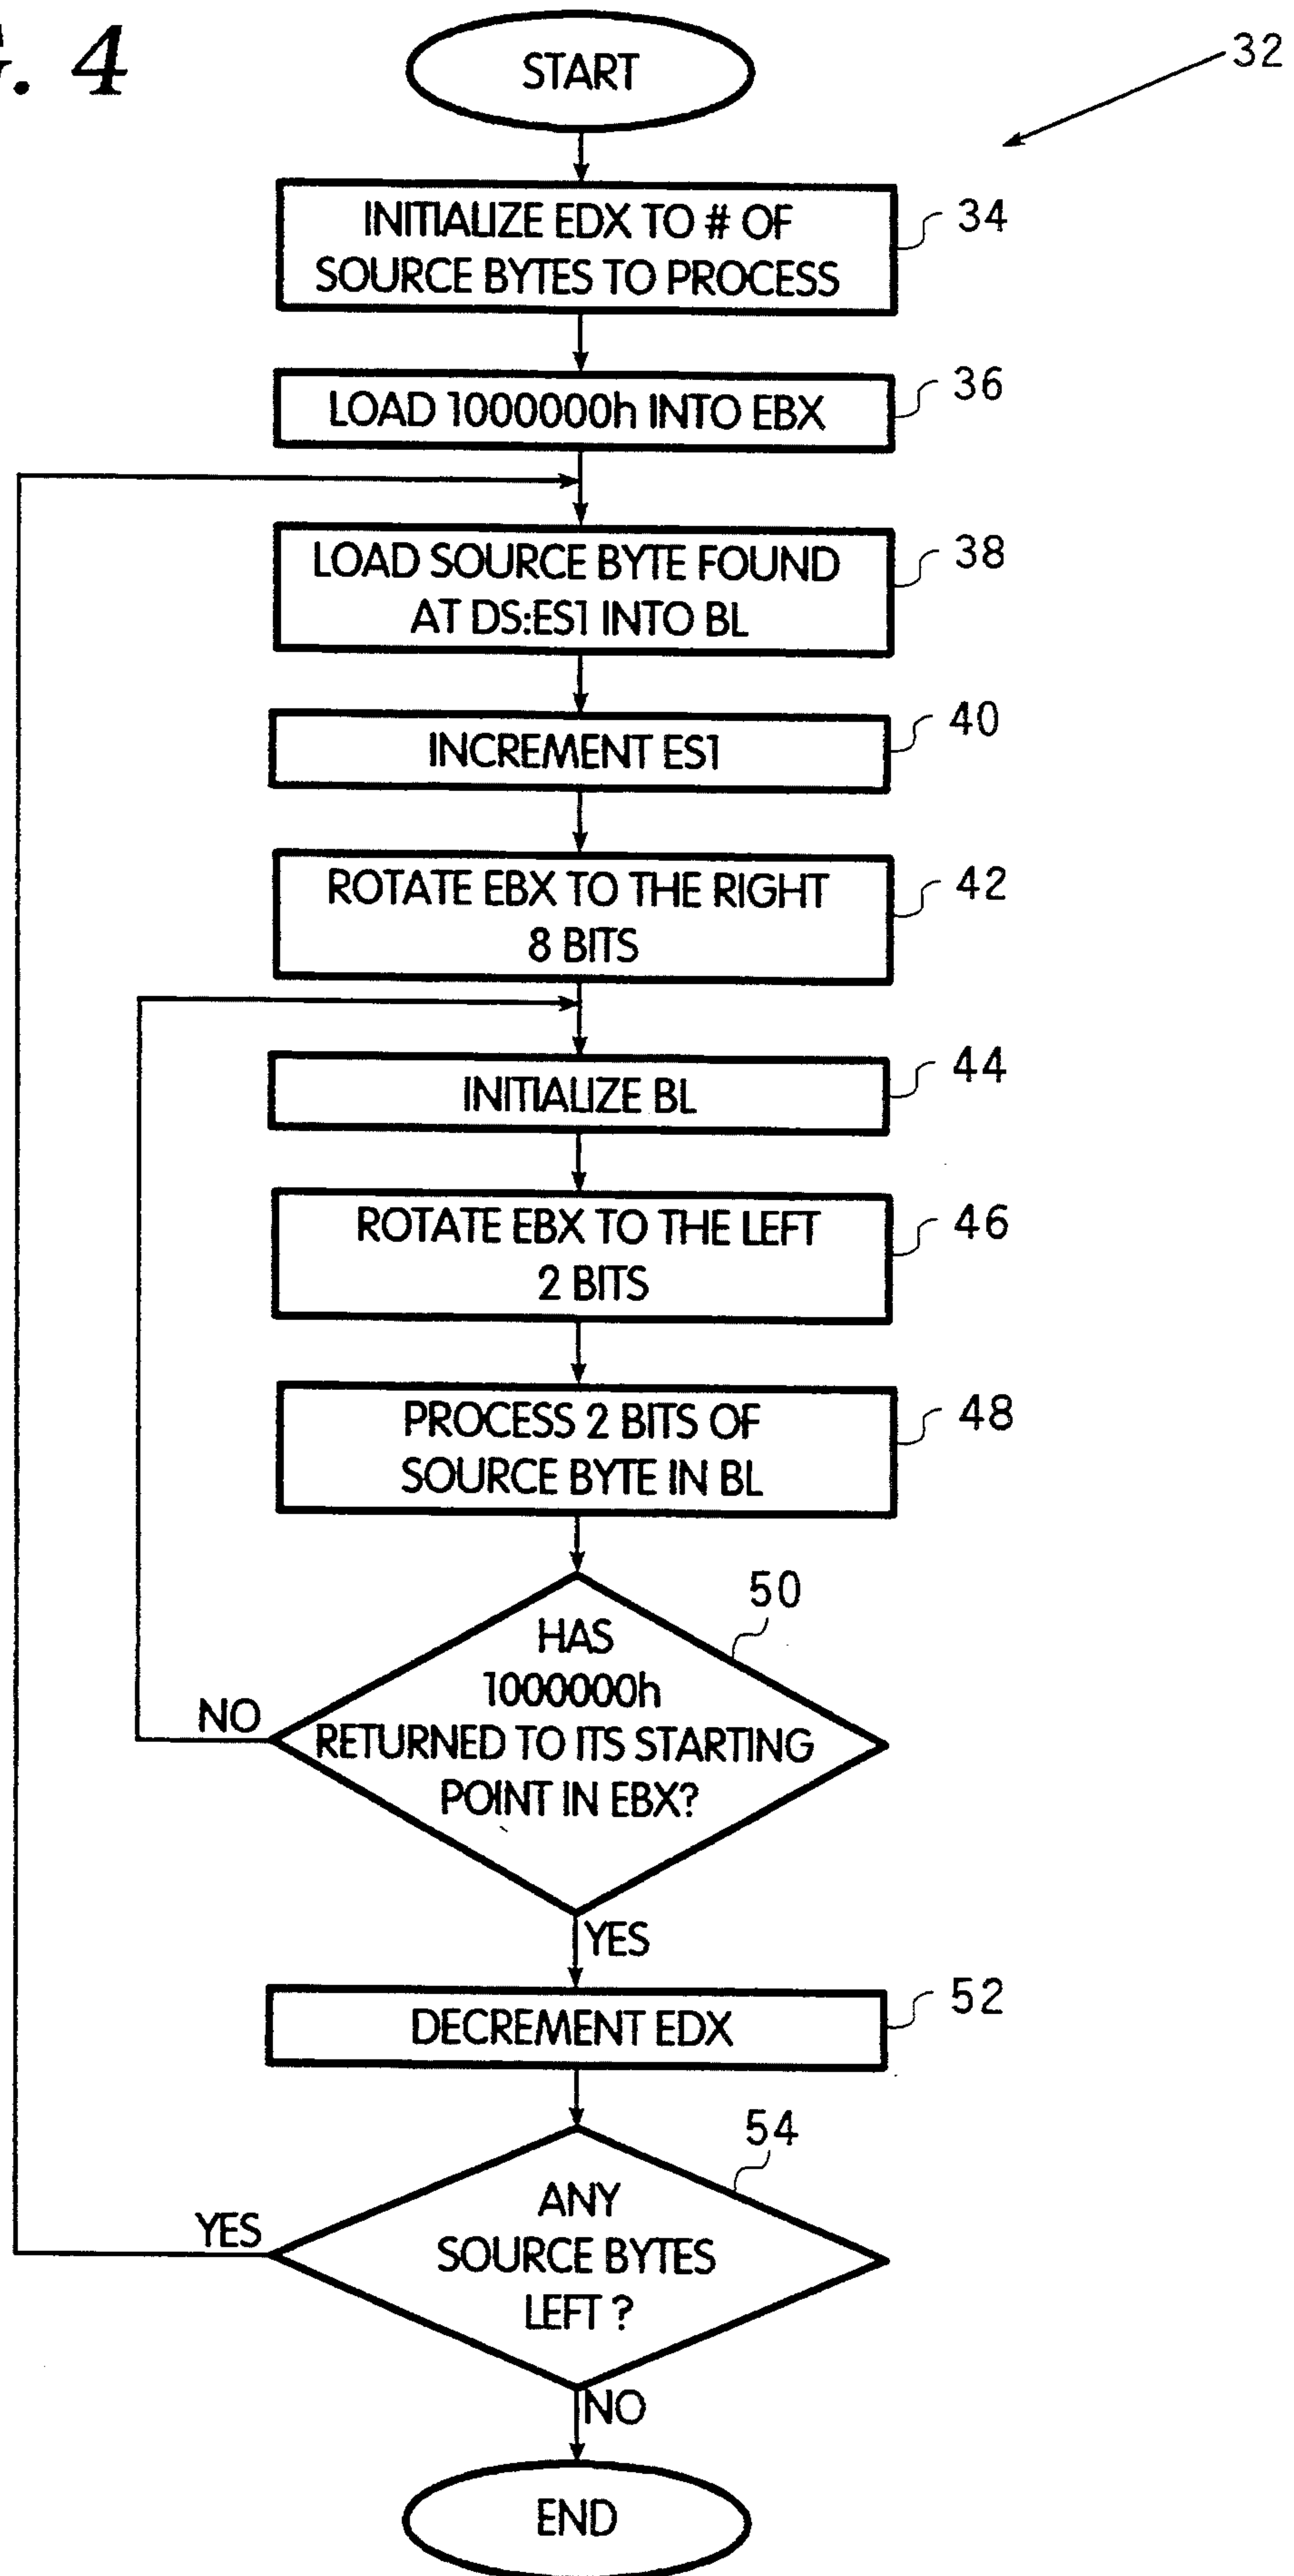 . 4
START
32
INITIALIZE EDX TO # OF
SOURCE BYTES TO PROCESS
34
LOAD 1000000h INTO EBX
36
LOAD SOURCE BYTE FOUND
AT DS:ES1 INTO BL
38
INCREMENT ES1
40
ROTATE EBX TO THE RIGHT
8 BITS
42
INITIALIZE BL
44
ROTATE EBX TO THE LEFT
2 BITS
46
PROCESS 2 BITS OF
SOURCE BYTE IN BL
48
50
HAS
1000000h
RETURNED TO ITS STARTING
POINT IN EBX?
NO
YES
DECREMENT EDX
52
54
ANY
SOURCE BYTES
LEFT ?
YES
NO
END